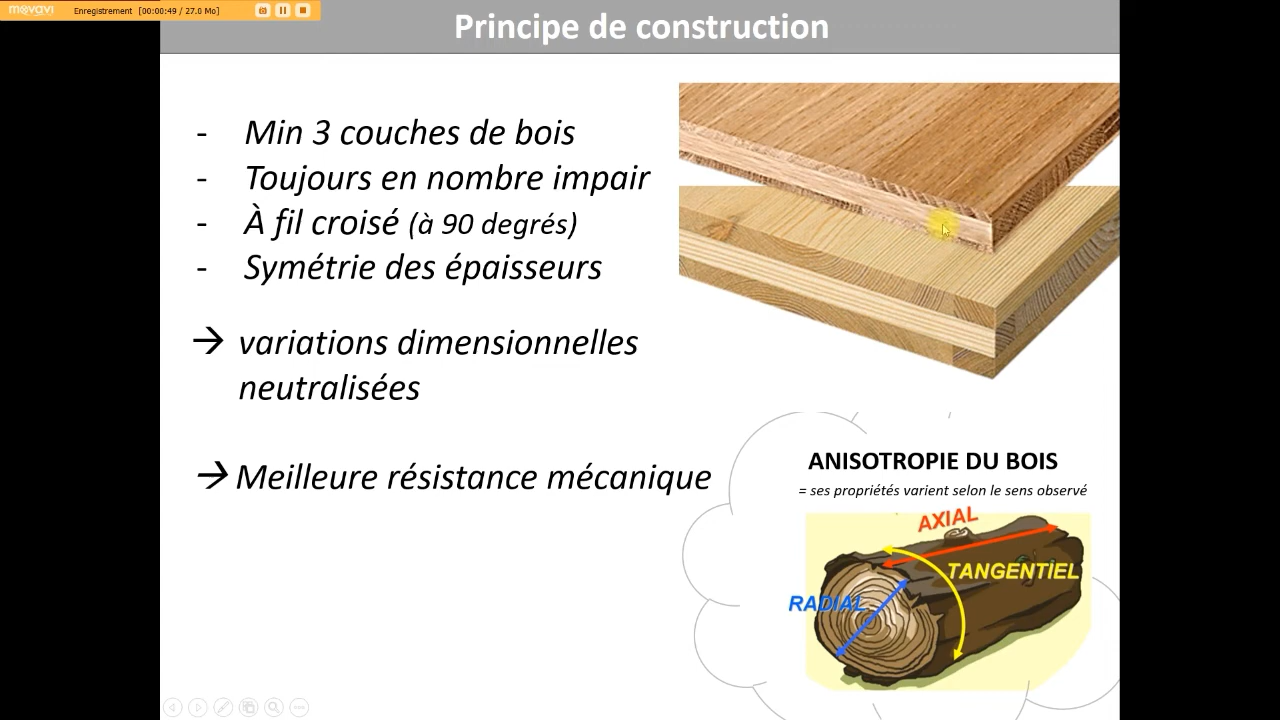 movavi
Enregistrement [00:00:49 / 27.0 Mo]
Principe de construction
- Min 3 couches de bois
- Toujours en nombre impair
- À fil croisé (à 90 degrés)
- Symétrie des épaisseurs
→ variations dimensionnelles
neutralisées
→ Meilleure résistance mécanique
ANISOTROPIE DU BOIS
= ses propriétés varient selon le sens observé
AXIAL
TANGENTIEL
RADIAL